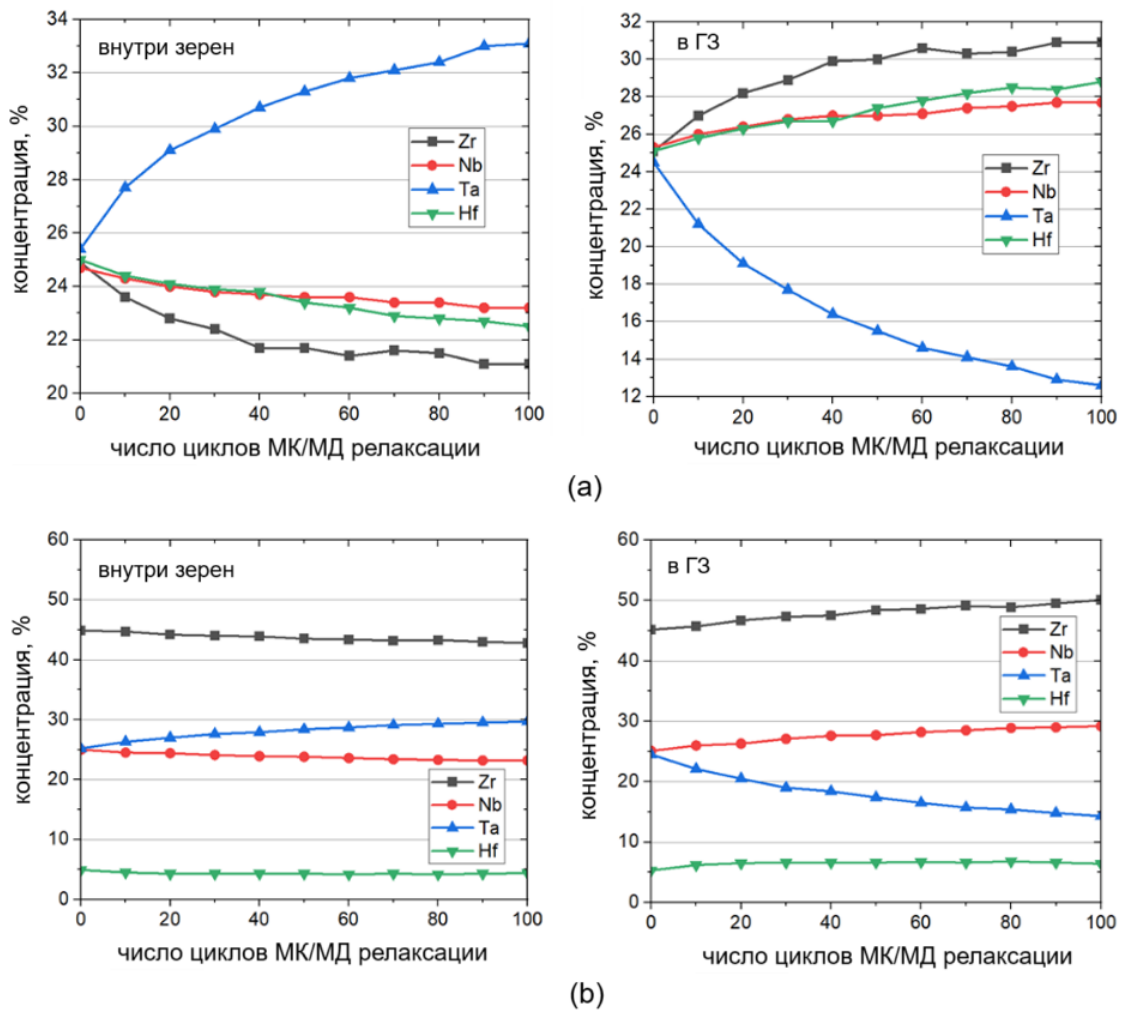 34
32
30
28
26
24
22
20
концентрация, %
внутри зерен
Zr
Nb
Ta
Hf
0 20 40 60 80 100
число циклов МК/МД релаксации
32
30
28
26
24
22
20
18
16
14
12
концентрация, %
в ГЗ
Zr
Nb
Ta
Hf
0 20 40 60 80 100
число циклов МК/МД релаксации
(a)
60
50
40
30
20
10
0
концентрация, %
внутри зерен
Zr
Nb
Ta
Hf
0 20 40 60 80 100
число циклов МК/МД релаксации
60
50
40
30
20
10
0
концентрация, %
в ГЗ
Zr
Nb
Ta
Hf
0 20 40 60 80 100
число циклов МК/МД релаксации
(b)